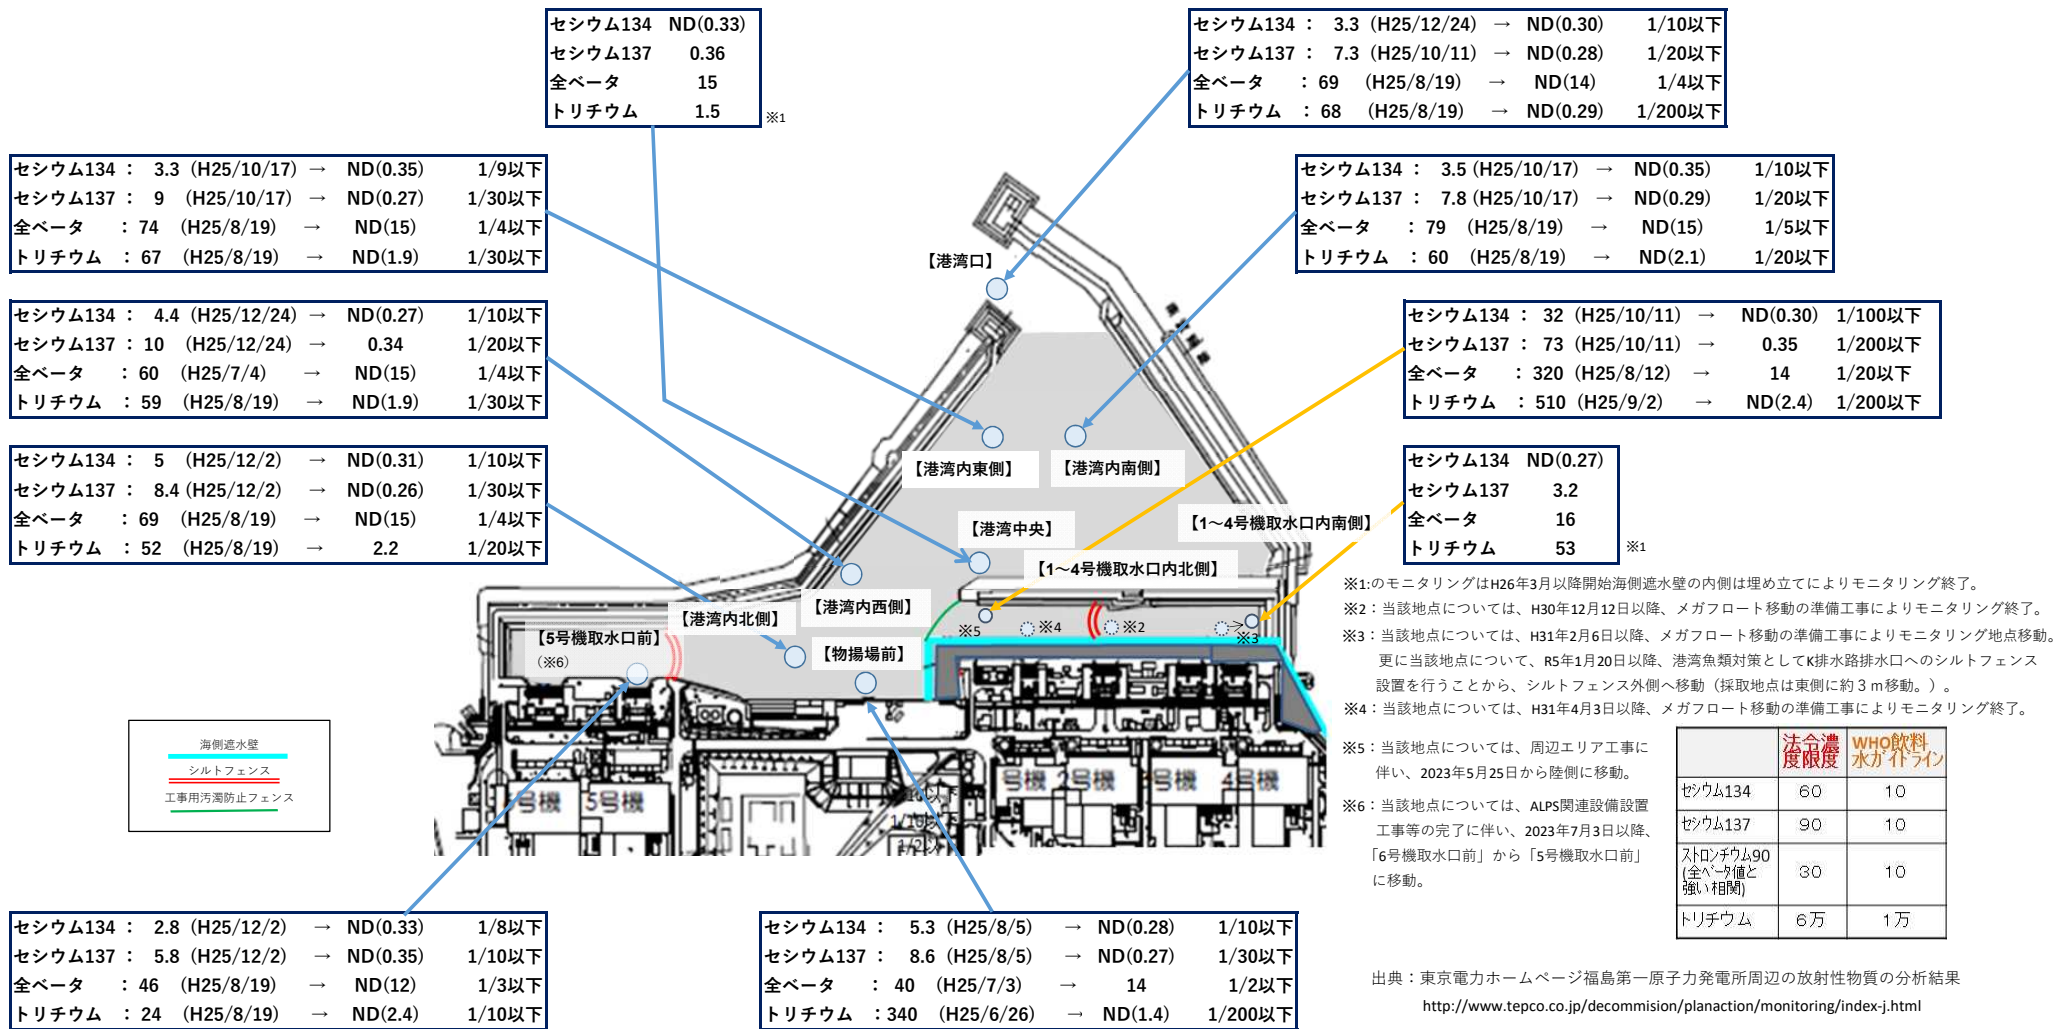 セシウム134 ND(0.33)
セシウム137 0.36
全ベータ 15
トリチウム 1.5 ※1
セシウム134 : 3.3 (H25/12/24) → ND(0.30) 1/10以下
セシウム137 : 7.3 (H25/10/11) → ND(0.28) 1/20以下
全ベータ : 69 (H25/8/19) → ND(14) 1/4以下
トリチウム : 68 (H25/8/19) → ND(0.29) 1/200以下
セシウム134 : 3.3 (H25/10/17) → ND(0.35) 1/9以下
セシウム137 : 9 (H25/10/17) → ND(0.27) 1/30以下
全ベータ : 74 (H25/8/19) → ND(15) 1/4以下
トリチウム : 67 (H25/8/19) → ND(1.9) 1/30以下
セシウム134 : 3.5 (H25/10/17) → ND(0.35) 1/10以下
セシウム137 : 7.8 (H25/10/17) → ND(0.29) 1/20以下
全ベータ : 79 (H25/8/19) → ND(15) 1/5以下
トリチウム : 60 (H25/8/19) → ND(2.1) 1/20以下
【港湾口】
セシウム134 : 4.4 (H25/12/24) → ND(0.27) 1/10以下
セシウム137 : 10 (H25/12/24) → 0.34 1/20以下
全ベータ : 60 (H25/7/4) → ND(15) 1/4以下
トリチウム : 59 (H25/8/19) → ND(1.9) 1/30以下
セシウム134 : 32 (H25/10/11) → ND(0.30) 1/100以下
セシウム137 : 73 (H25/10/11) → 0.35 1/200以下
全ベータ : 320 (H25/8/12) → 14 1/20以下
トリチウム : 510 (H25/9/2) → ND(2.4) 1/200以下
セシウム134 : 5 (H25/12/2) → ND(0.31) 1/10以下
セシウム137 : 8.4 (H25/12/2) → ND(0.26) 1/30以下
全ベータ : 69 (H25/8/19) → ND(15) 1/4以下
トリチウム : 52 (H25/8/19) → 2.2 1/20以下
【港湾内東側】
【港湾内南側】
セシウム134 ND(0.27)
セシウム137 3.2
全ベータ 16
トリチウム 53 ※1
【港湾中央】
【1～4号機取水口内南側】
【1～4号機取水口内北側】
【港湾内西側】
【港湾内北側】
【5号機取水口前】
(※6)
【物揚場前】
※5
※4
※2
※3
※1:のモニタリングはH26年3月以降開始海側遮水壁の内側は埋め立てによりモニタリング終了。
※2：当該地点については、H30年12月12日以降、メガフロート移動の準備工事によりモニタリング終了。
※3：当該地点については、H31年2月6日以降、メガフロート移動の準備工事によりモニタリング地点移動。
更に当該地点について、R5年1月20日以降、港湾魚類対策としてK排水路排水口へのシルトフェンス
設置を行うことから、シルトフェンス外側へ移動（採取地点は東側に約３ｍ移動。）。
※4：当該地点については、H31年4月3日以降、メガフロート移動の準備工事によりモニタリング終了。
※5：当該地点については、周辺エリア工事に
伴い、2023年5月25日から陸側に移動。
※6：当該地点については、ALPS関連設備設置
工事等の完了に伴い、2023年7月3日以降、
「6号機取水口前」から「5号機取水口前」
に移動。
海側遮水壁
シルトフェンス
工事用汚濁防止フェンス
号機 5号機
号機 2号機 3号機 4号機
1/10以下
法令濃度限度 WHO飲料水ガイドライン
セシウム134 60 10
セシウム137 90 10
ストロンチウム90
(全ベータ値と
強い相関) 30 10
トリチウム 6万 1万
セシウム134 : 2.8 (H25/12/2) → ND(0.33) 1/8以下
セシウム137 : 5.8 (H25/12/2) → ND(0.35) 1/10以下
全ベータ : 46 (H25/8/19) → ND(12) 1/3以下
トリチウム : 24 (H25/8/19) → ND(2.4) 1/10以下
セシウム134 : 5.3 (H25/8/5) → ND(0.28) 1/10以下
セシウム137 : 8.6 (H25/8/5) → ND(0.27) 1/30以下
全ベータ : 40 (H25/7/3) → 14 1/2以下
トリチウム : 340 (H25/6/26) → ND(1.4) 1/200以下
出典：東京電力ホームページ福島第一原子力発電所周辺の放射性物質の分析結果
http://www.tepco.co.jp/decommision/planaction/monitoring/index-j.html